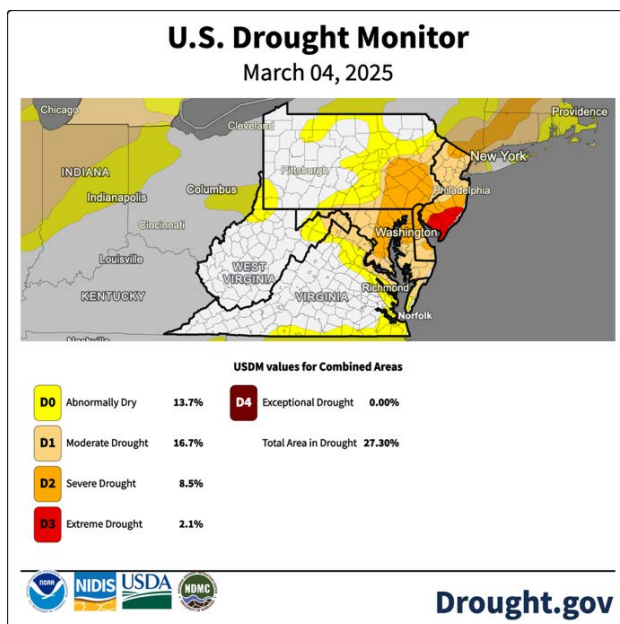 U.S. Drought Monitor
March 04, 2025
Chicago
Cleveland
Providence
New York
Pittsburgh
INDIANA
Philadelphia
Indianapolis
Columbus
Cincinnati
Washington
Louisville
WEST
VIRGINIA
KENTUCKY
VIRGINIA
Richmond
Norfolk
Nashville
USDM values for Combined Areas
D0 Abnormally Dry 13.7%
D4 Exceptional Drought 0.00%
D1 Moderate Drought 16.7%
Total Area in Drought 27.30%
D2 Severe Drought 8.5%
D3 Extreme Drought 2.1%
NOAA
NIDIS
USDA
NDMC
Drought.gov